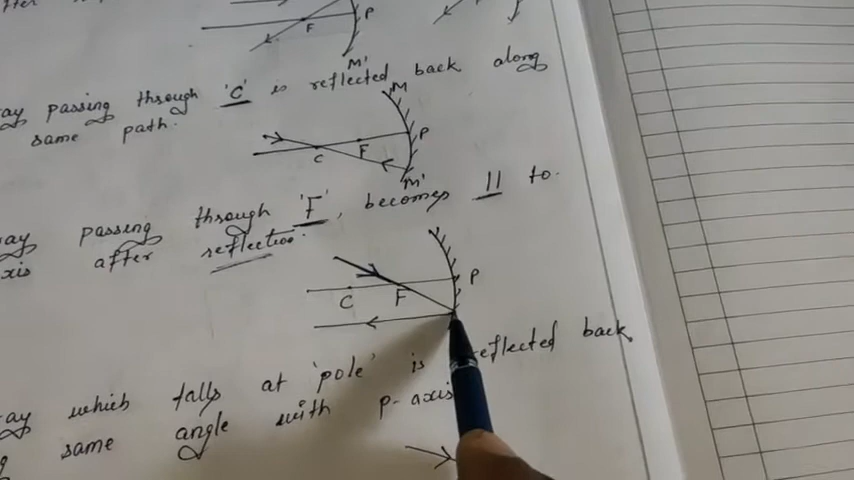 P
F
M'
ay passing through 'C' is reflected back along
same path.
M
P
C F
M'
ay passing through 'F', becomes || to
xis after reflection.
P
C F
ay which falls at 'pole' is reflected back
g same angle with p-axis